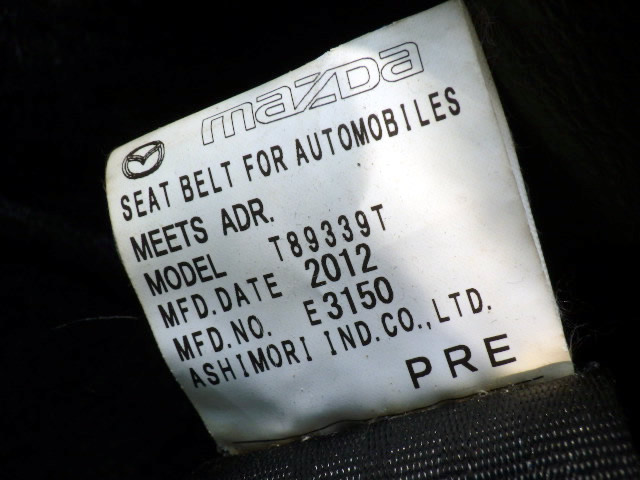 mazda
SEAT BELT FOR AUTOMOBILES
MEETS ADR.
MODEL T89339T
MFD.DATE 2012
MFD.NO. E3150
ASHIMORI IND.CO.,LTD.
PRE